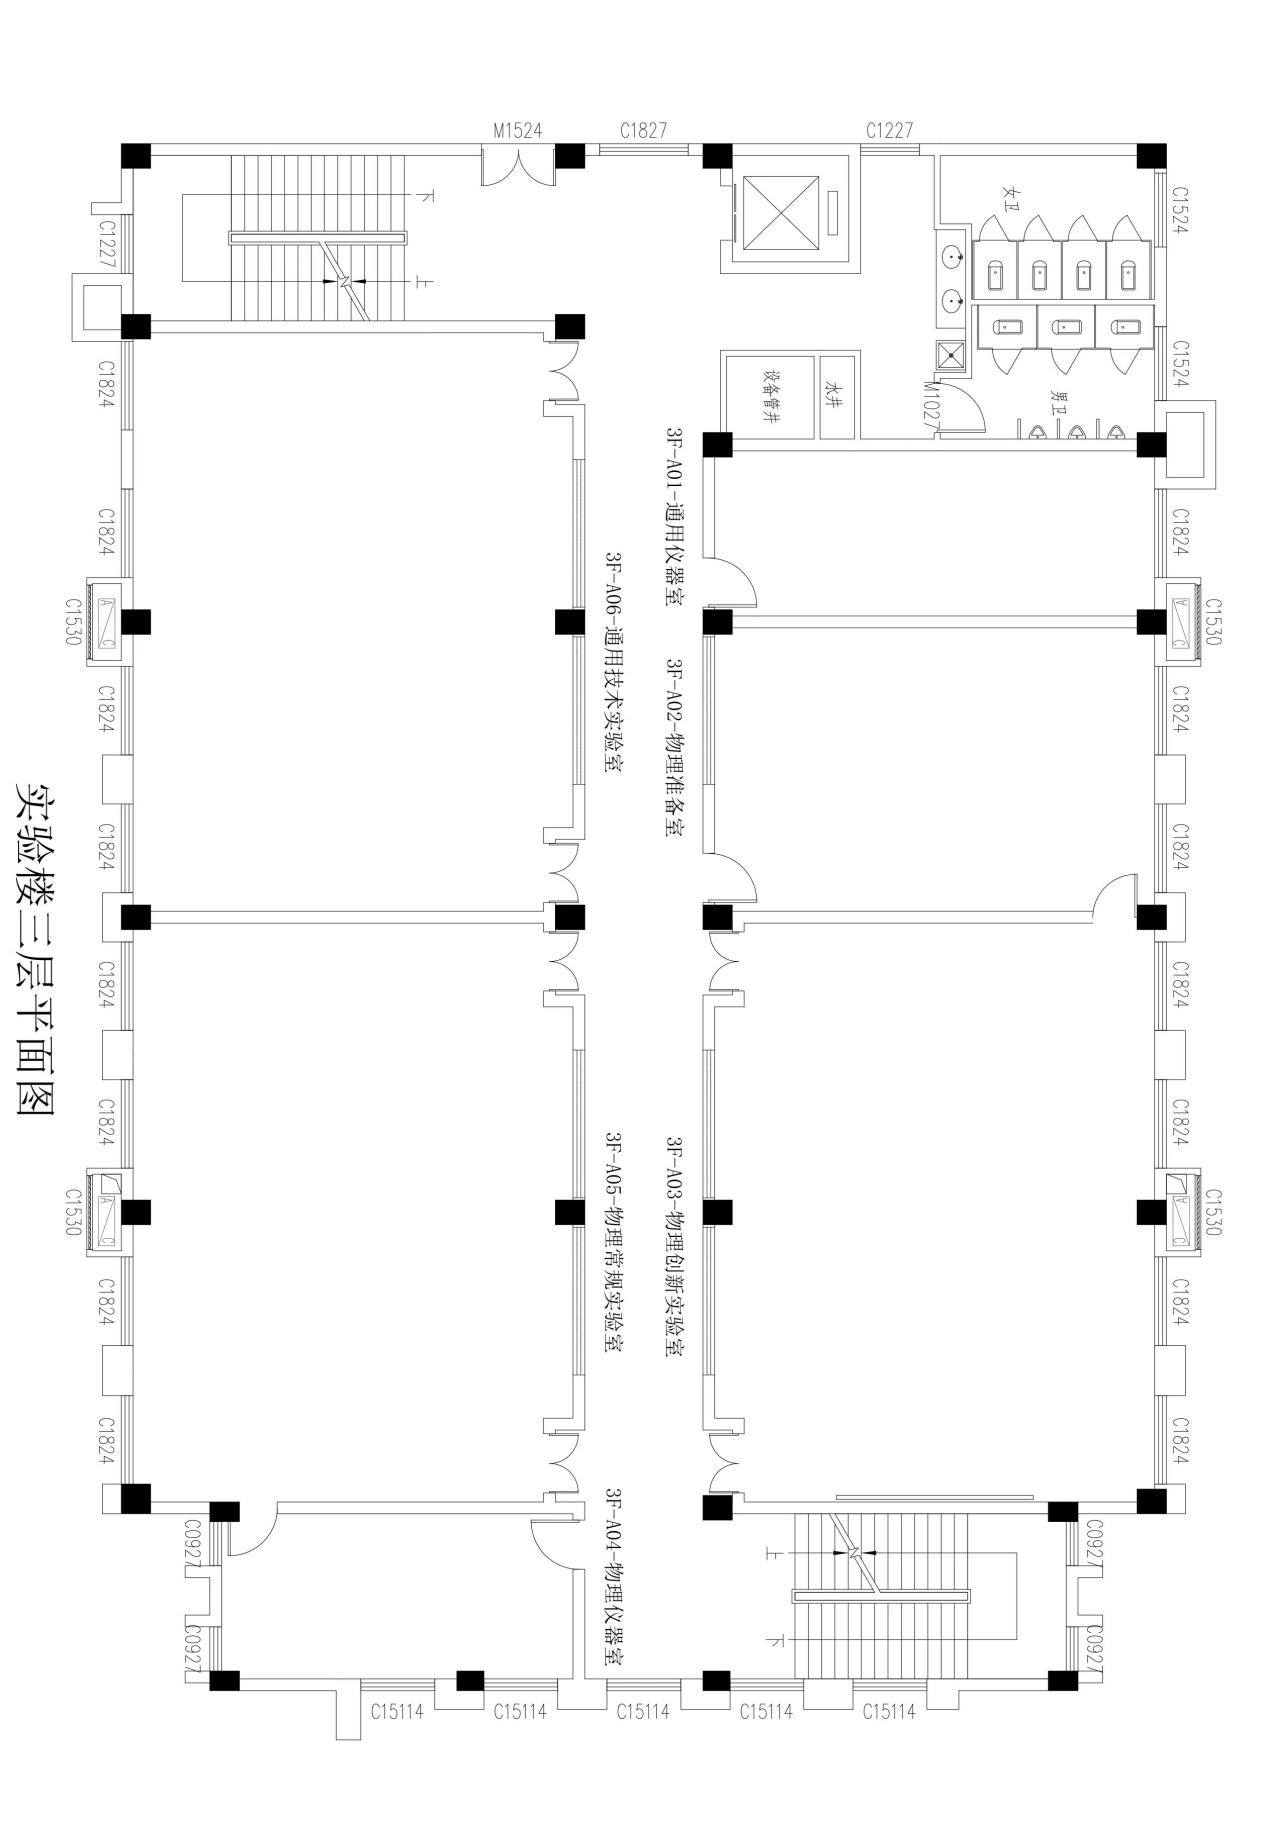 C1530
C1530
C1524
C1524
C1824
C1824
C1824
C1824
C1824
C1824
C1824
A C
A C
C0927
C0927
女卫
男卫
M1027
C1227
水井
设备管井
上
下
C15114
C15114
3F-A01-通用仪器室
3F-A02-物理准备室
3F-A03-物理创新实验室
C1827
C15114
3F-A06-通用技术实验室
3F-A05-物理常规实验室
3F-A04-物理仪器室
M1524
C15114
C15114
下
上
C0927
C0927
C1227
C1824
C1824
A C
C1824
C1824
C1824
C1824
A C
C1824
C1824
C1530
C1530
实验楼三层平面图